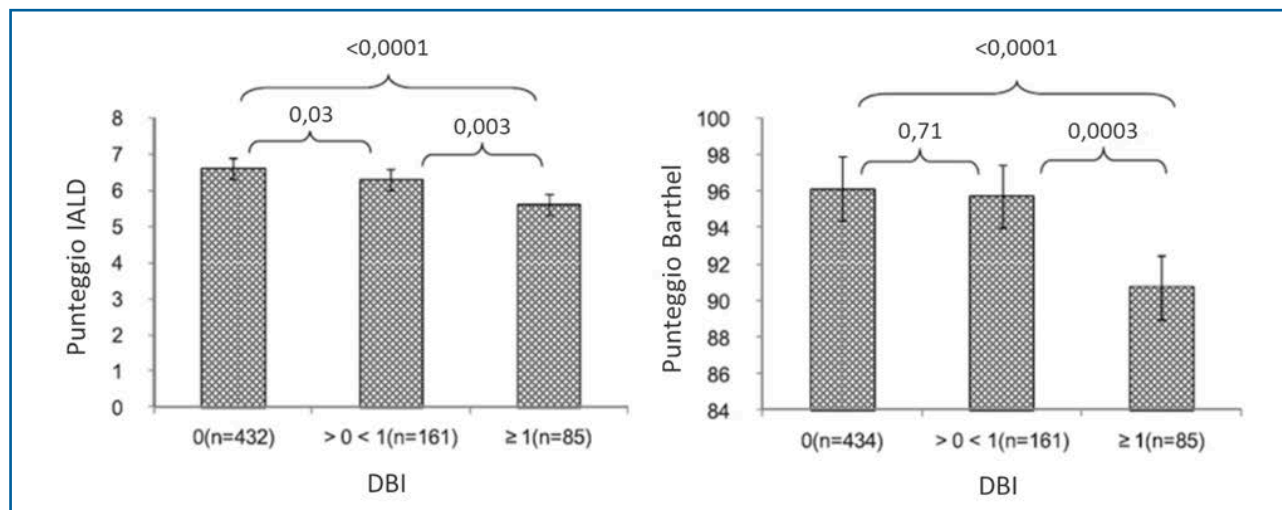 <0,0001
0,03
0,003
8
7
6
5
4
3
2
1
0
Punteggio IALD
0(n=432)
> 0 < 1(n=161)
≥ 1(n=85)
DBI
<0,0001
0,71
0,0003
100
98
96
94
92
90
88
86
84
Punteggio Barthel
0(n=434)
> 0 < 1(n=161)
≥ 1(n=85)
DBI